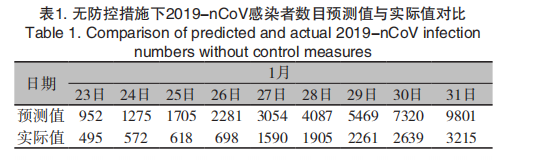 表1. 无防控措施下2019–nCoV感染者数目预测值与实际值对比
Table 1. Comparison of predicted and actual 2019–nCoV infection
numbers without control measures
日期 1月
23日 24日 25日 26日 27日 28日 29日 30日 31日
预测值 952 1275 1705 2281 3054 4087 5469 7320 9801
实际值 495 572 618 698 1590 1905 2261 2639 3215